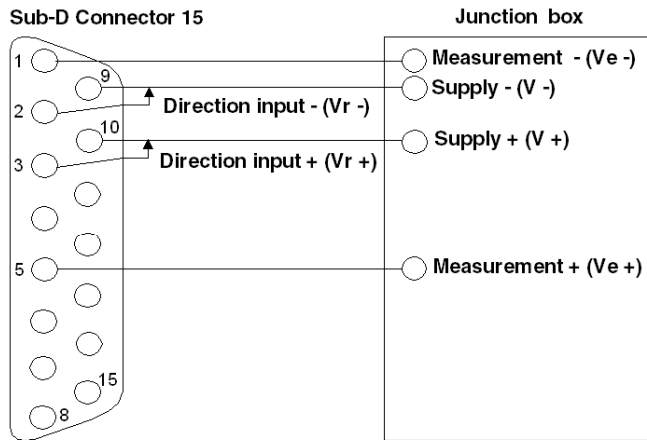 Sub-D Connector 15
Junction box
1
Measurement - (Ve -)
9
Supply - (V -)
2
Direction input - (Vr -)
10
Supply + (V +)
3
Direction input + (Vr +)
5
Measurement + (Ve +)
15
8